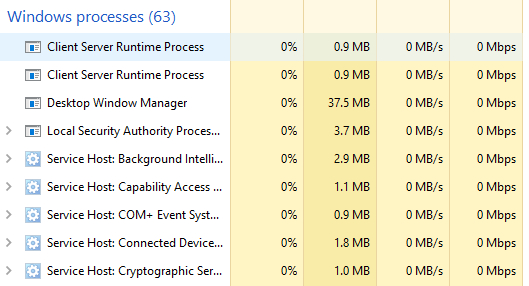 Windows processes (63)
Client Server Runtime Process 0% 0.9 MB 0 MB/s 0 Mbps
Client Server Runtime Process 0% 0.9 MB 0 MB/s 0 Mbps
Desktop Window Manager 0% 37.5 MB 0 MB/s 0 Mbps
Local Security Authority Proces... 0% 3.7 MB 0 MB/s 0 Mbps
Service Host: Background Intelli... 0% 2.9 MB 0 MB/s 0 Mbps
Service Host: Capability Access ... 0% 1.1 MB 0 MB/s 0 Mbps
Service Host: COM+ Event Syst... 0% 0.9 MB 0 MB/s 0 Mbps
Service Host: Connected Device... 0% 1.8 MB 0 MB/s 0 Mbps
Service Host: Cryptographic Ser... 0% 1.0 MB 0 MB/s 0 Mbps